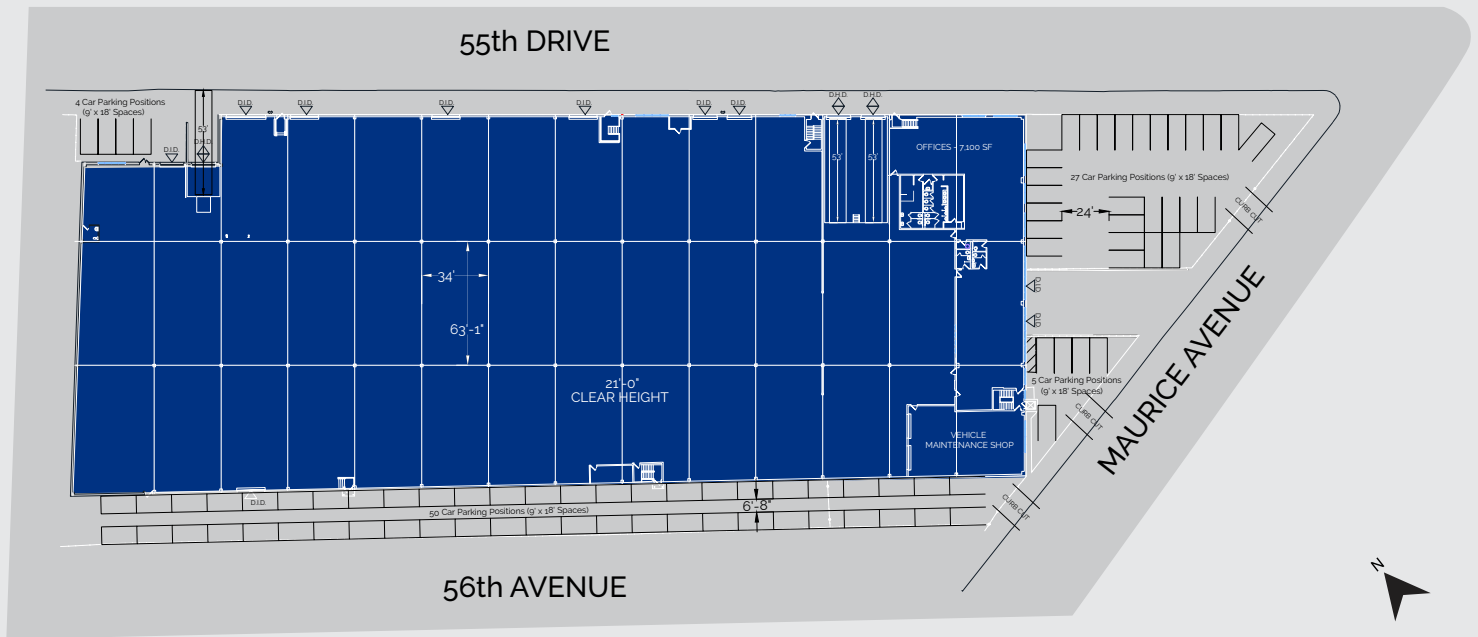 55th DRIVE
4 Car Parking Positions
(9' x 18' Spaces)
53'
D.H.D.
D.I.D.
D.I.D.
D.I.D.
D.I.D.
D.I.D.
D.I.D.
D.I.D.
D.H.D.
D.H.D.
53'
53'
OFFICES - 7,100 SF
27 Car Parking Positions (9' x 18' Spaces)
24'
CURB CUT
34'
63'-1"
D.I.D.
D.I.D.
21'-0"
CLEAR HEIGHT
5 Car Parking Positions
(9' x 18' Spaces)
CURB CUT
MAURICE AVENUE
VEHICLE
MAINTENANCE SHOP
D.I.D.
50 Car Parking Positions (9' x 18' Spaces)
6'-8"
CURB CUT
56th AVENUE
N